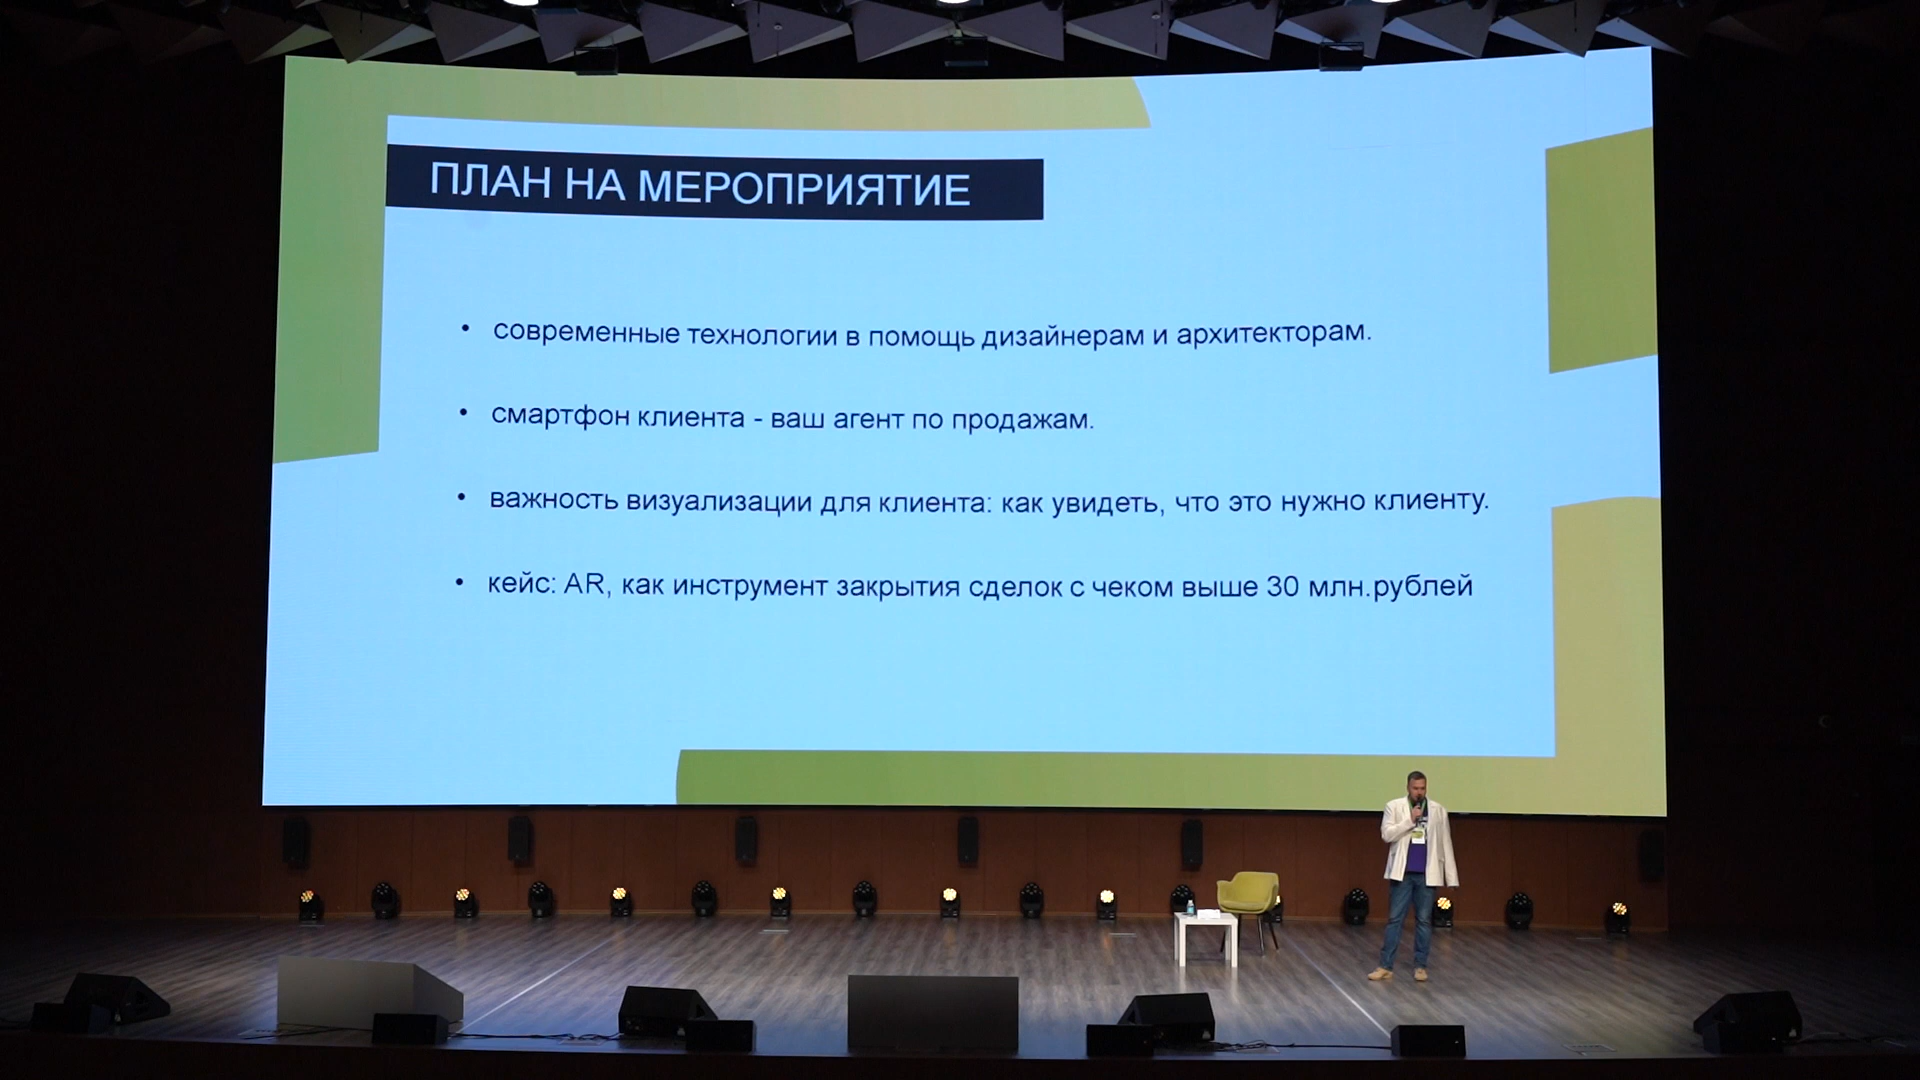 ПЛАН НА МЕРОПРИЯТИЕ
• современные технологии в помощь дизайнерам и архитекторам.
• смартфон клиента - ваш агент по продажам.
• важность визуализации для клиента: как увидеть, что это нужно клиенту.
• кейс: AR, как инструмент закрытия сделок с чеком выше 30 млн.рублей